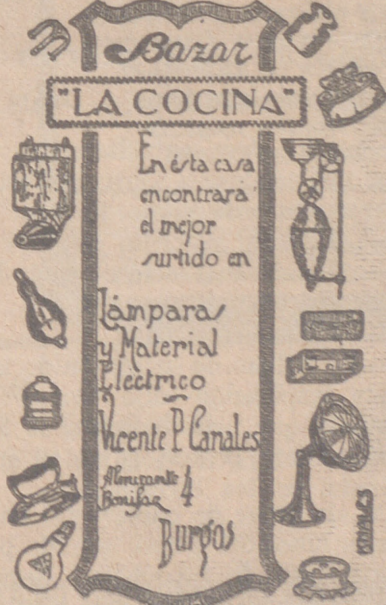 Bazar
"LA COCINA"
En ésta casa
encontrará
el mejor
surtido en
Lámparas
y Material
Eléctrico
Vicente P. Canales
Almirante
Bonifaz 4
Burgos